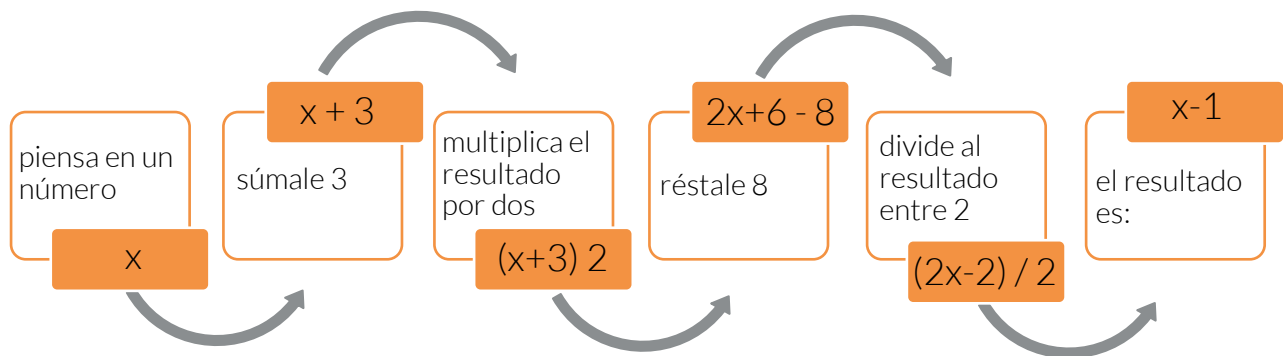 piensa en un
número
x
x + 3
súmale 3
multiplica el
resultado
por dos
(x+3) 2
2x+6 - 8
réstale 8
divide al
resultado
entre 2
(2x-2) / 2
x-1
el resultado
es: